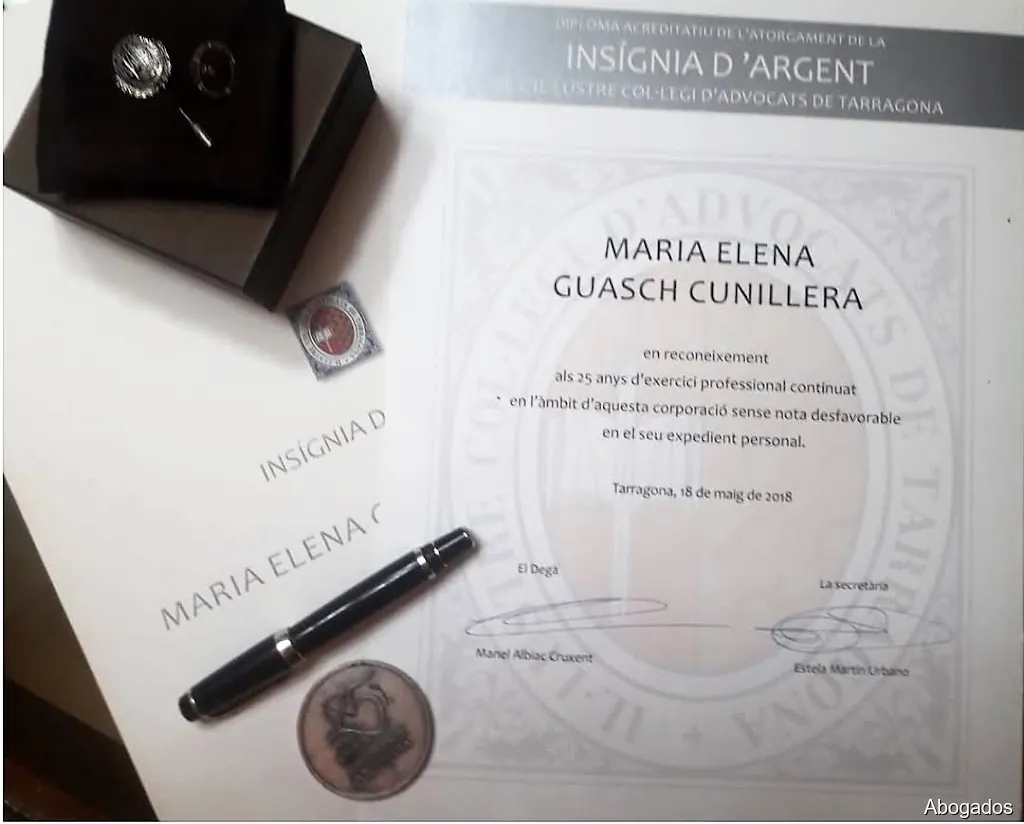 DIPLOMA ACREDITATIU DE L'ATORGAMENT DE LA
INSÍGNIA D 'ARGENT
DE L'IL·LUSTRE COL·LEGI D'ADVOCATS DE TARRAGONA
MARIA ELENA
GUASCH CUNILLERA
en reconeixement
als 25 anys d'exercici professional continuat
en l'àmbit d'aquesta corporació sense nota desfavorable
en el seu expedient personal.
Tarragona, 18 de maig de 2018
El Degà
La secretària
Manel Albiac Cruxent
Estela Martín Urbano
INSÍGNIA D
MARIA ELENA
Abogados